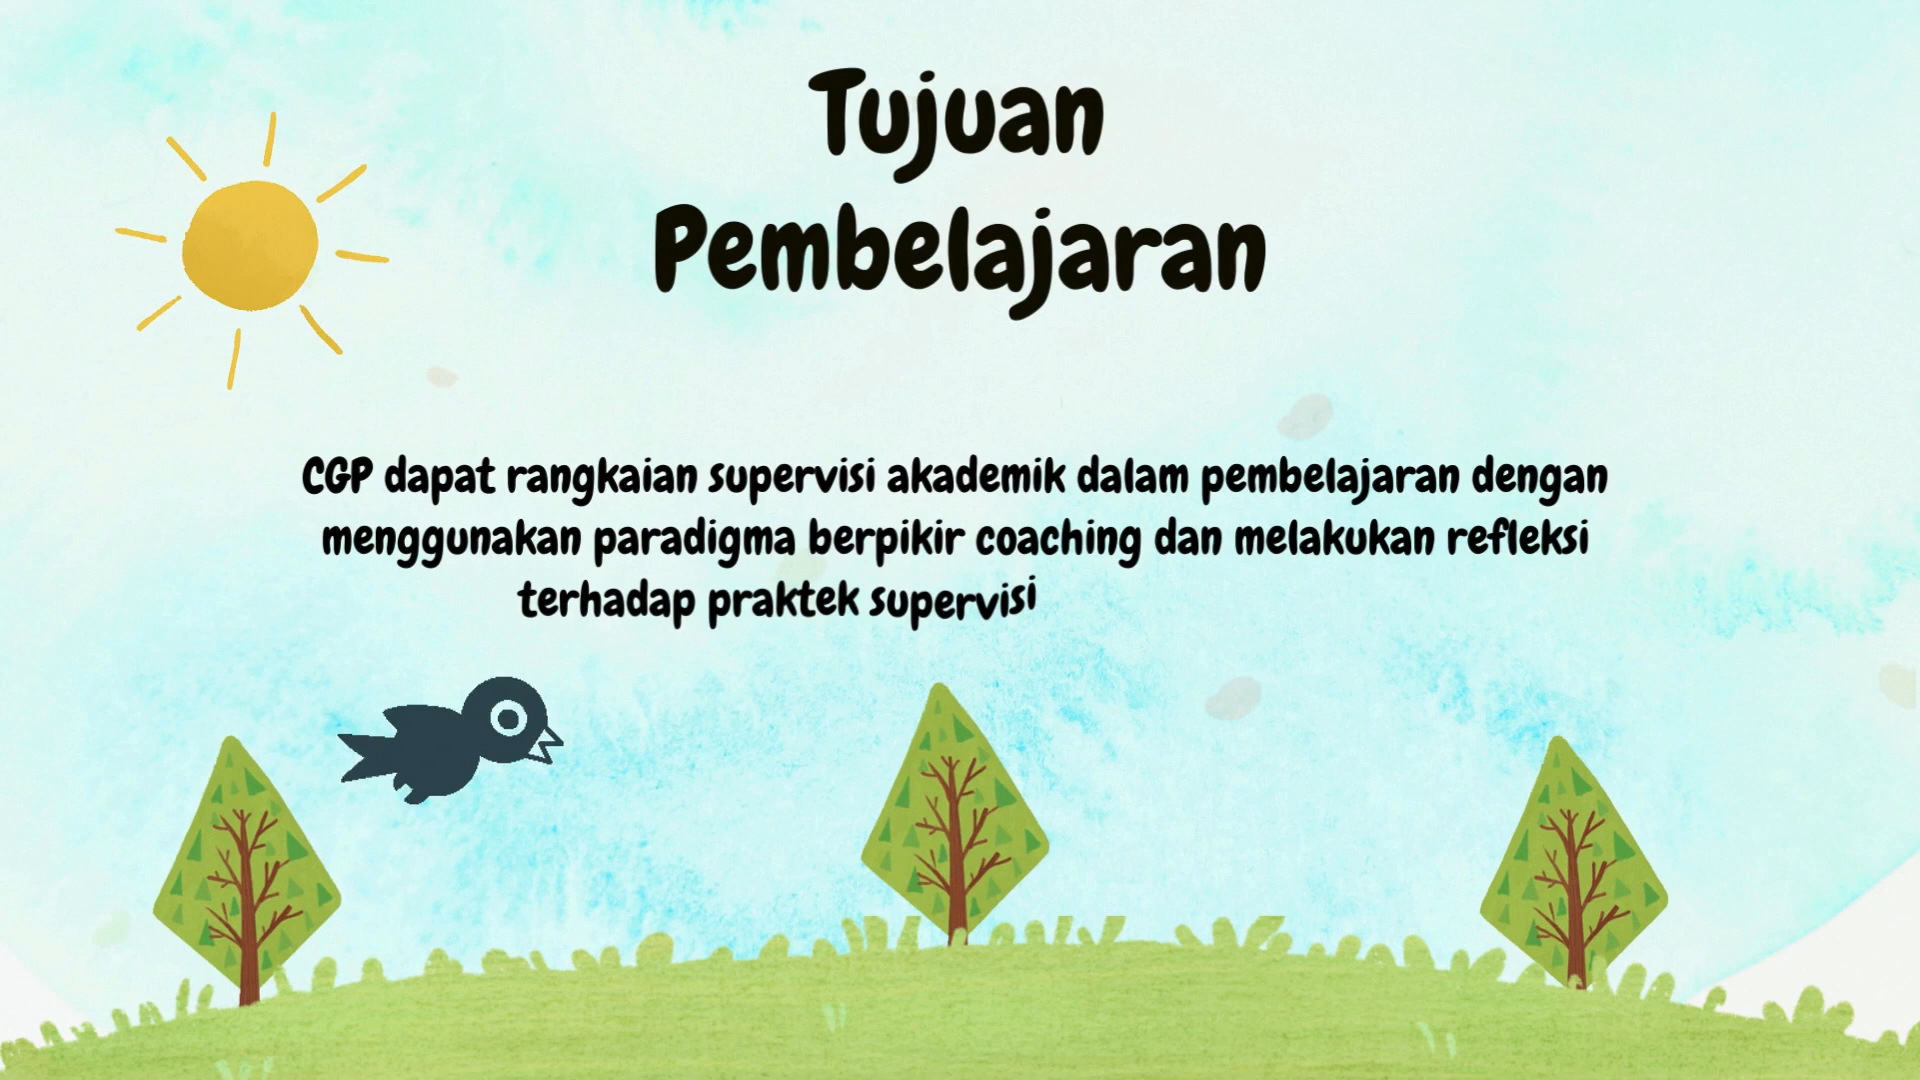 Tujuan
Pembelajaran
CGP dapat rangkaian supervisi akademik dalam pembelajaran dengan
menggunakan paradigma berpikir coaching dan melakukan refleksi
terhadap praktek supervisi